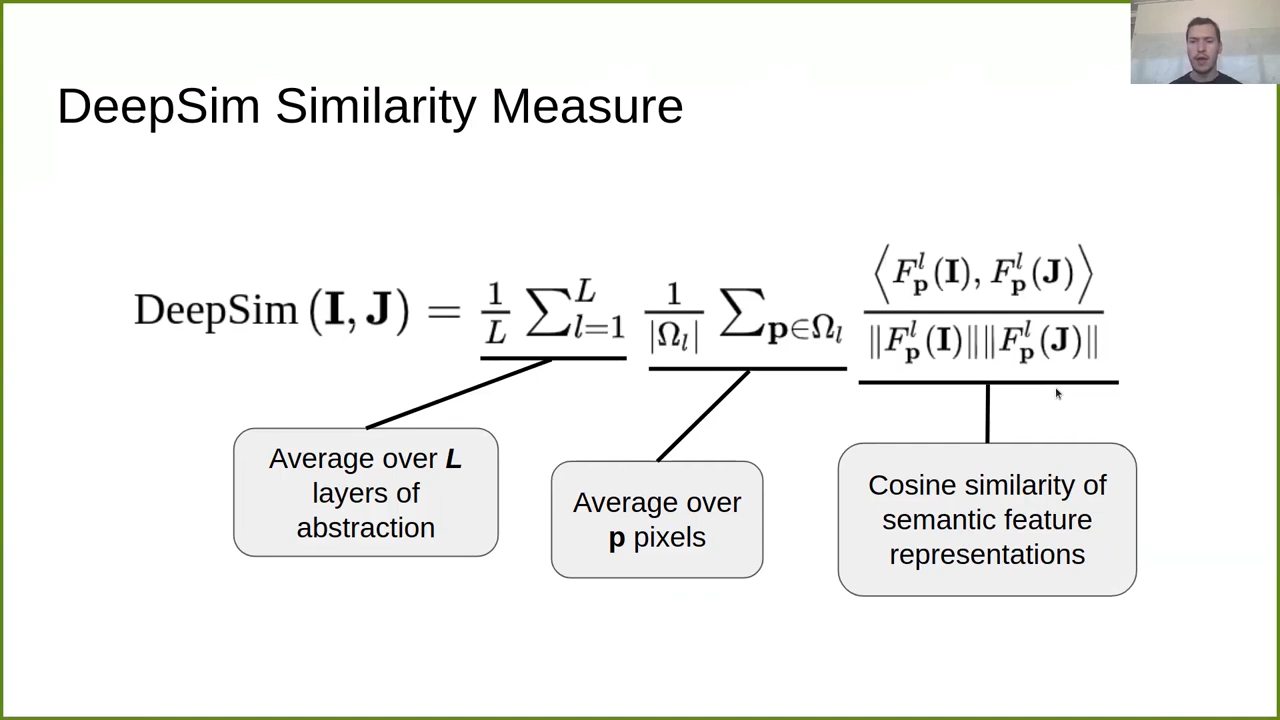 DeepSim Similarity Measure
DeepSim (I, J) = 1/L ∑_{l=1}^{L} 1/|Ω_l| ∑_{p∈Ω_l} ⟨F_p^l(I), F_p^l(J)⟩ / ‖F_p^l(I)‖‖F_p^l(J)‖
Average over L
layers of
abstraction
Average over
p pixels
Cosine similarity of
semantic feature
representations